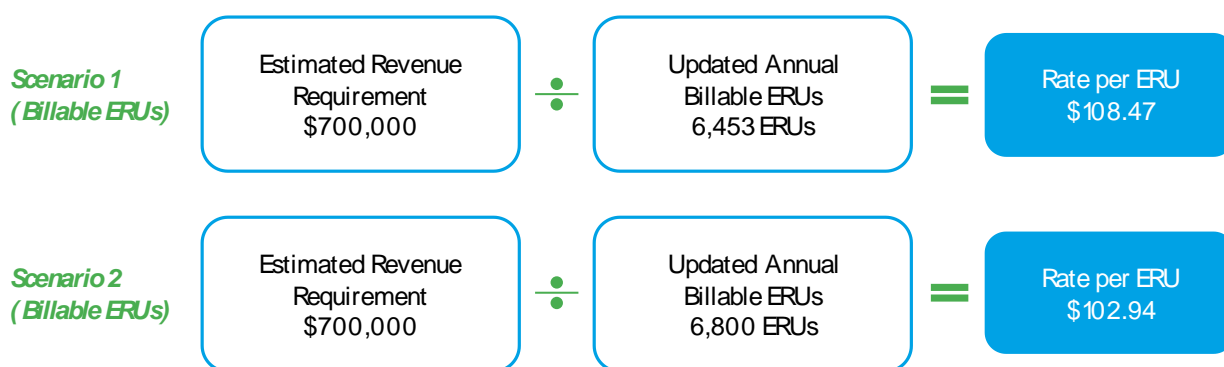 Scenario 1
(Billable ERUs)
Estimated Revenue
Requirement
$700,000
÷
Updated Annual
Billable ERUs
6,453 ERUs
=
Rate per ERU
$108.47
Scenario 2
(Billable ERUs)
Estimated Revenue
Requirement
$700,000
÷
Updated Annual
Billable ERUs
6,800 ERUs
=
Rate per ERU
$102.94